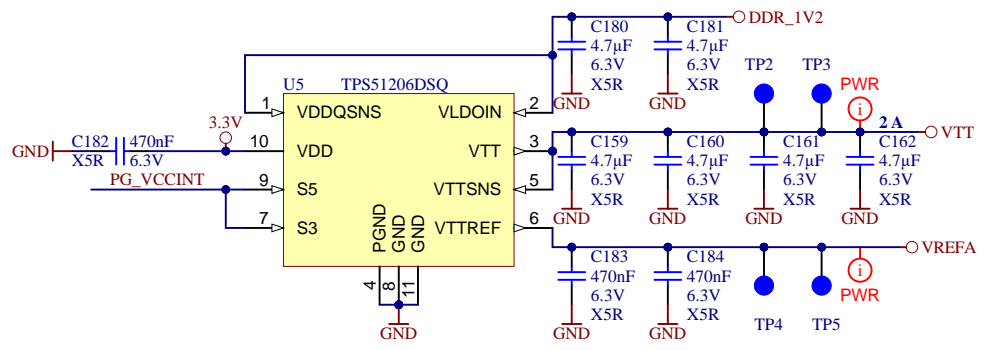 C180
4.7µF
6.3V
X5R
GND
C181
4.7µF
6.3V
X5R
GND
DDR_1V2
U5
TPS51206DSQ
1
VDDQSNS
VLDOIN
2
3.3V
C182
470nF
GND
X5R
6.3V
10
VDD
VTT
3
PG_VCCINT
9
S5
VTTSNS
5
7
S3
VTTREF
6
PGND
GND
GND
4
8
11
GND
TP2
TP3
PWR
i
2 A
VTT
C159
4.7µF
6.3V
X5R
GND
C160
4.7µF
6.3V
X5R
GND
C161
4.7µF
6.3V
X5R
GND
C162
4.7µF
6.3V
X5R
GND
VREFA
C183
470nF
6.3V
X5R
GND
C184
470nF
6.3V
X5R
GND
TP4
TP5
i
PWR